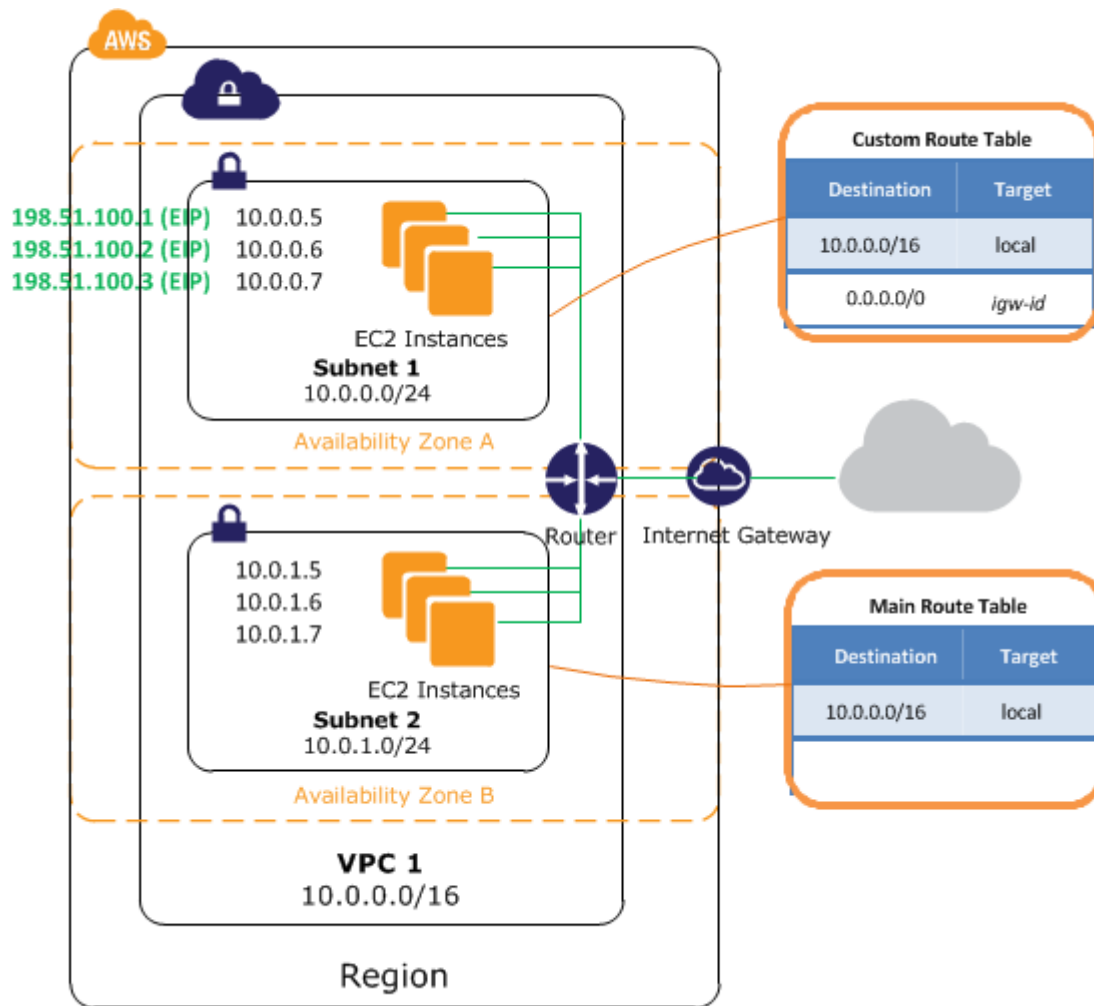 AWS
198.51.100.1 (EIP) 10.0.0.5
198.51.100.2 (EIP) 10.0.0.6
198.51.100.3 (EIP) 10.0.0.7
EC2 Instances
Subnet 1
10.0.0.0/24
Availability Zone A
Custom Route Table
Destination Target
10.0.0.0/16 local
0.0.0.0/0 igw-id
Router
Internet Gateway
10.0.1.5
10.0.1.6
10.0.1.7
EC2 Instances
Subnet 2
10.0.1.0/24
Availability Zone B
Main Route Table
Destination Target
10.0.0.0/16 local
VPC 1
10.0.0.0/16
Region